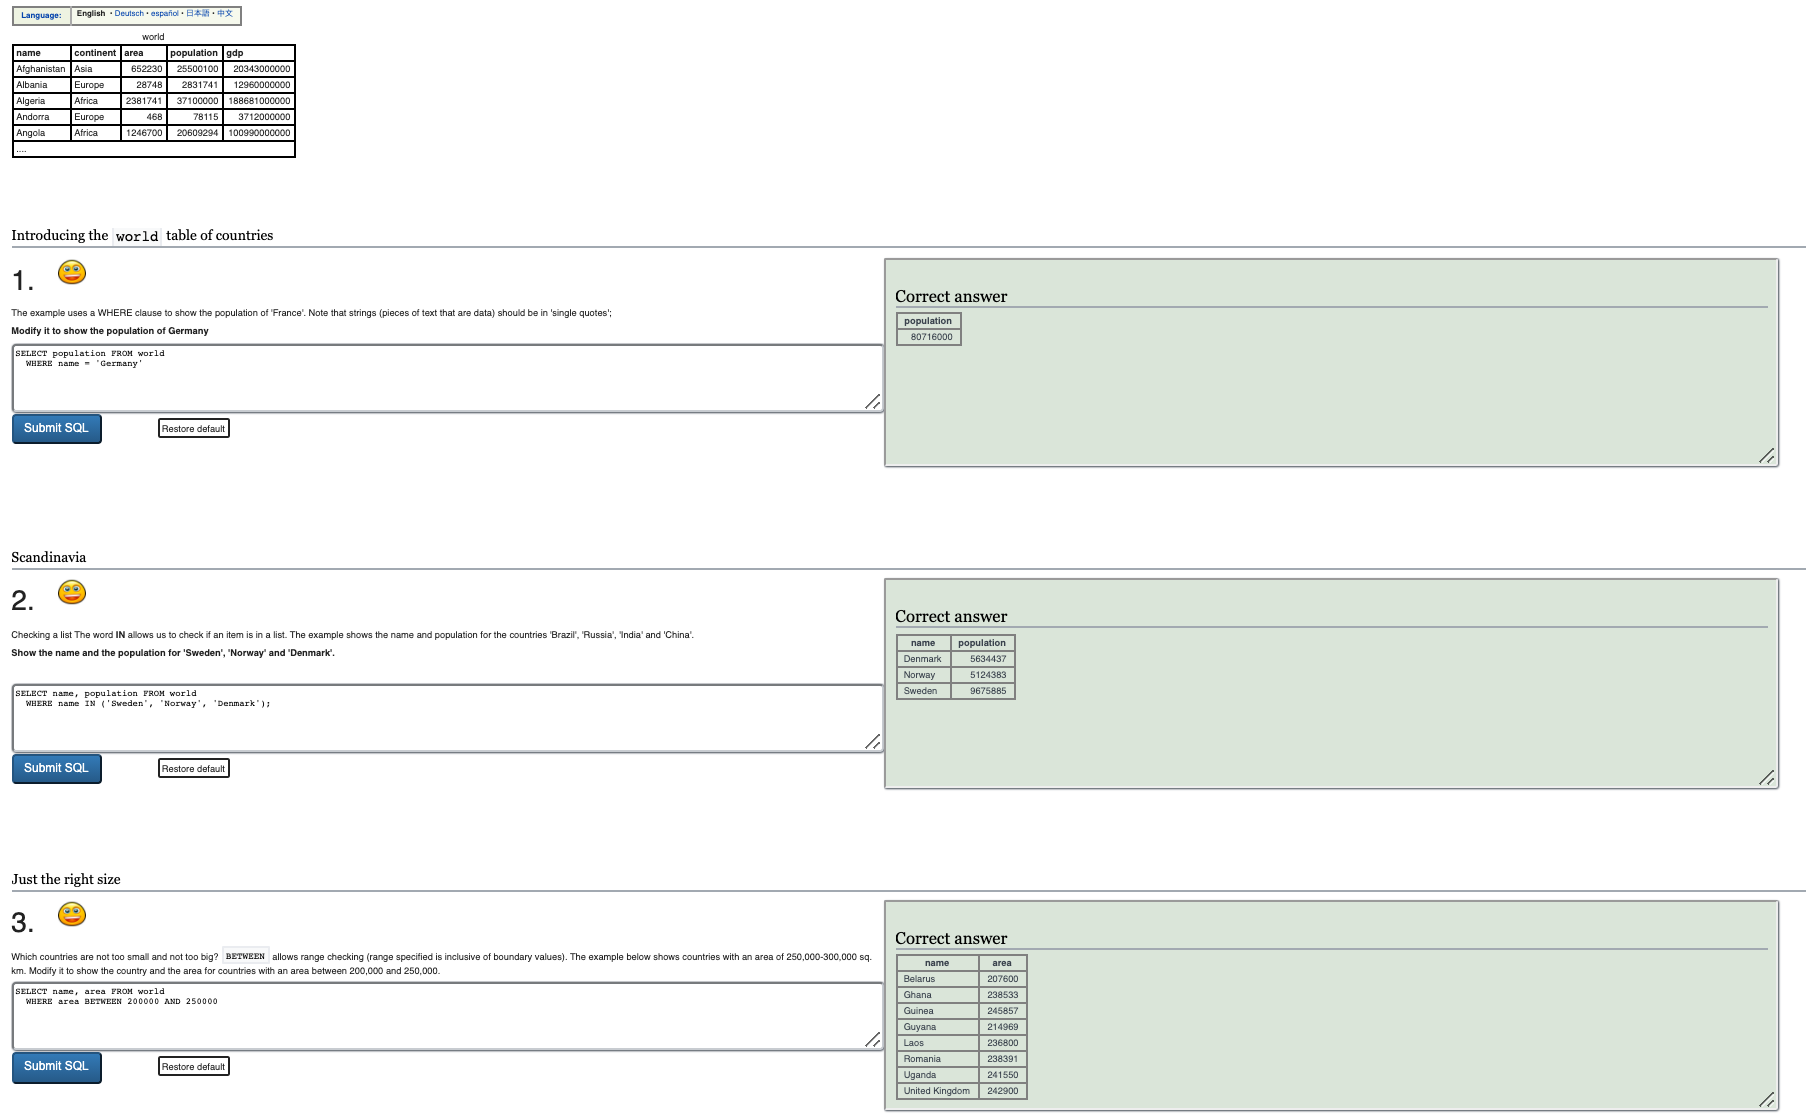 Language: English • Deutsch • español • 日本語 • 中文
world
name continent area population gdp
Afghanistan Asia 652230 25500100 20343000000
Albania Europe 28748 2831741 12960000000
Algeria Africa 2381741 37100000 188681000000
Andorra Europe 468 78115 3712000000
Angola Africa 1246700 20609294 100990000000
....
Introducing the world table of countries
1.
The example uses a WHERE clause to show the population of 'France'. Note that strings (pieces of text that are data) should be in 'single quotes';
Modify it to show the population of Germany
SELECT population FROM world
WHERE name = 'Germany'
Submit SQL Restore default
Correct answer
population
80716000
Scandinavia
2.
Checking a list The word IN allows us to check if an item is in a list. The example shows the name and population for the countries 'Brazil', 'Russia', 'India' and 'China'.
Show the name and the population for 'Sweden', 'Norway' and 'Denmark'.
SELECT name, population FROM world
WHERE name IN ('Sweden', 'Norway', 'Denmark');
Submit SQL Restore default
Correct answer
name population
Denmark 5634437
Norway 5124383
Sweden 9675885
Just the right size
3.
Which countries are not too small and not too big? BETWEEN allows range checking (range specified is inclusive of boundary values). The example below shows countries with an area of 250,000-300,000 sq.
km. Modify it to show the country and the area for countries with an area between 200,000 and 250,000.
SELECT name, area FROM world
WHERE area BETWEEN 200000 AND 250000
Submit SQL Restore default
Correct answer
name area
Belarus 207600
Ghana 238533
Guinea 245857
Guyana 214969
Laos 236800
Romania 238391
Uganda 241550
United Kingdom 242900